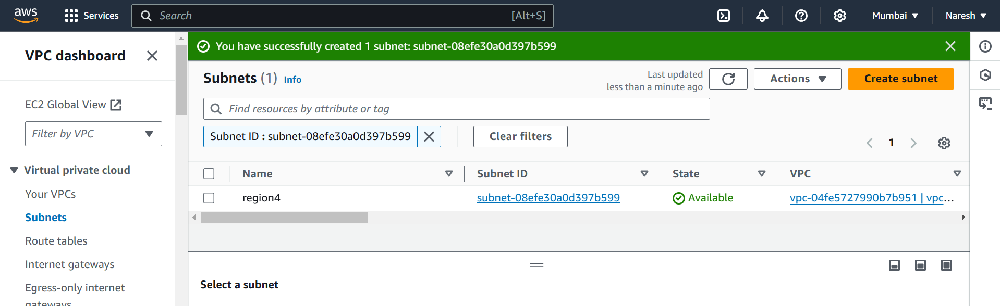 aws
Services
Search [Alt+S]
Mumbai ▼
Naresh ▼
VPC dashboard
EC2 Global View
Filter by VPC
Virtual private cloud
Your VPCs
Subnets
Route tables
Internet gateways
Egress-only internet
gateways
You have successfully created 1 subnet: subnet-08efe30a0d397b599
Subnets (1) Info
Last updated
less than a minute ago
Actions
Create subnet
Find resources by attribute or tag
Subnet ID : subnet-08efe30a0d397b599
Clear filters
1
Name Subnet ID State VPC
region4 subnet-08efe30a0d397b599 Available vpc-04fe5727990b7b951 | vpc...
Select a subnet